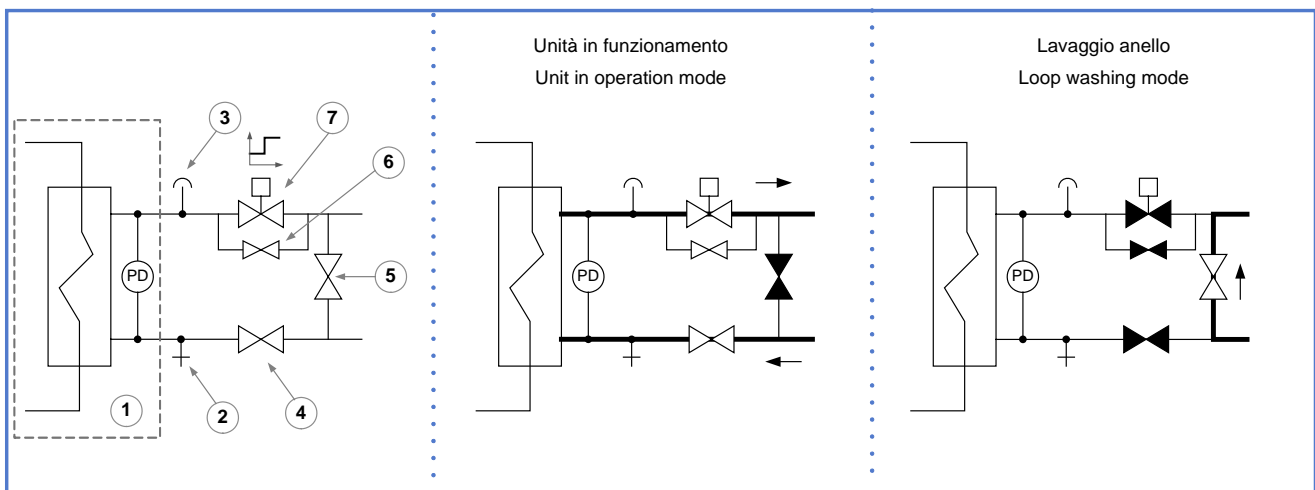 Unità in funzionamento
Unit in operation mode
Lavaggio anello
Loop washing mode
3
7
6
PD
5
1
2
4
PD
PD